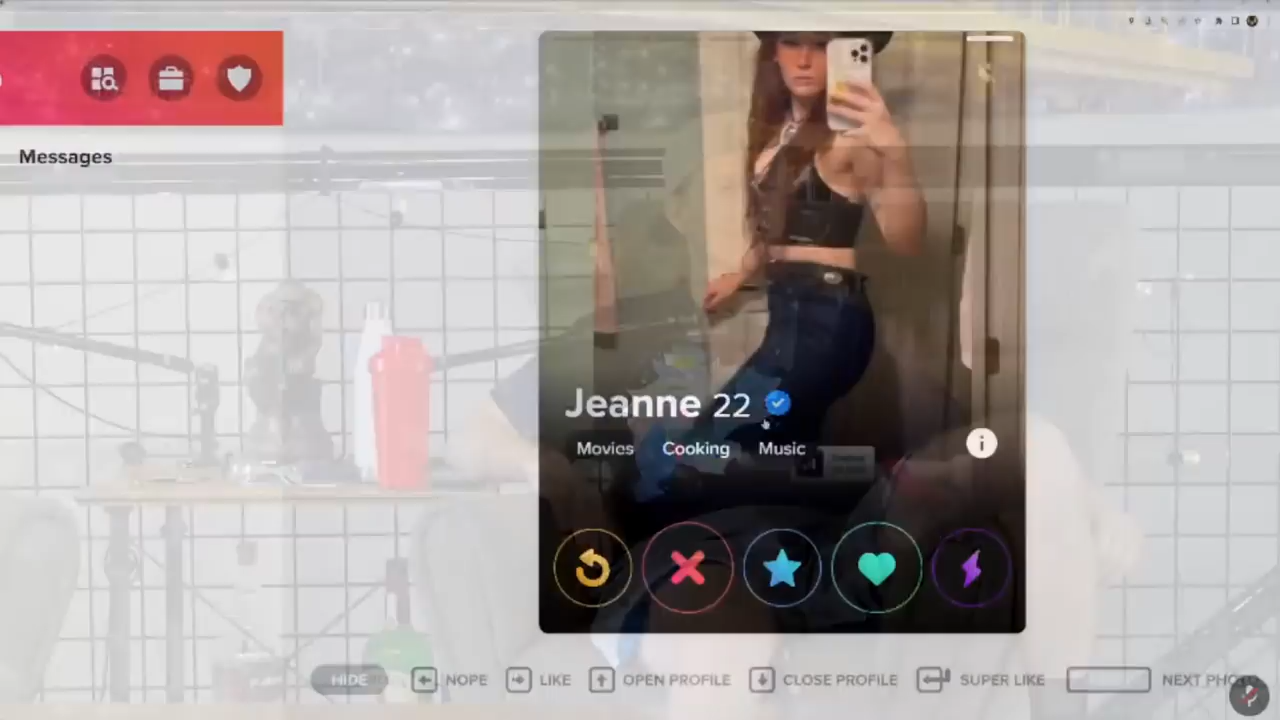 Messages
Jeanne 22
Movies Cooking Music
HIDE NOPE LIKE OPEN PROFILE CLOSE PROFILE SUPER LIKE NEXT PHOTO